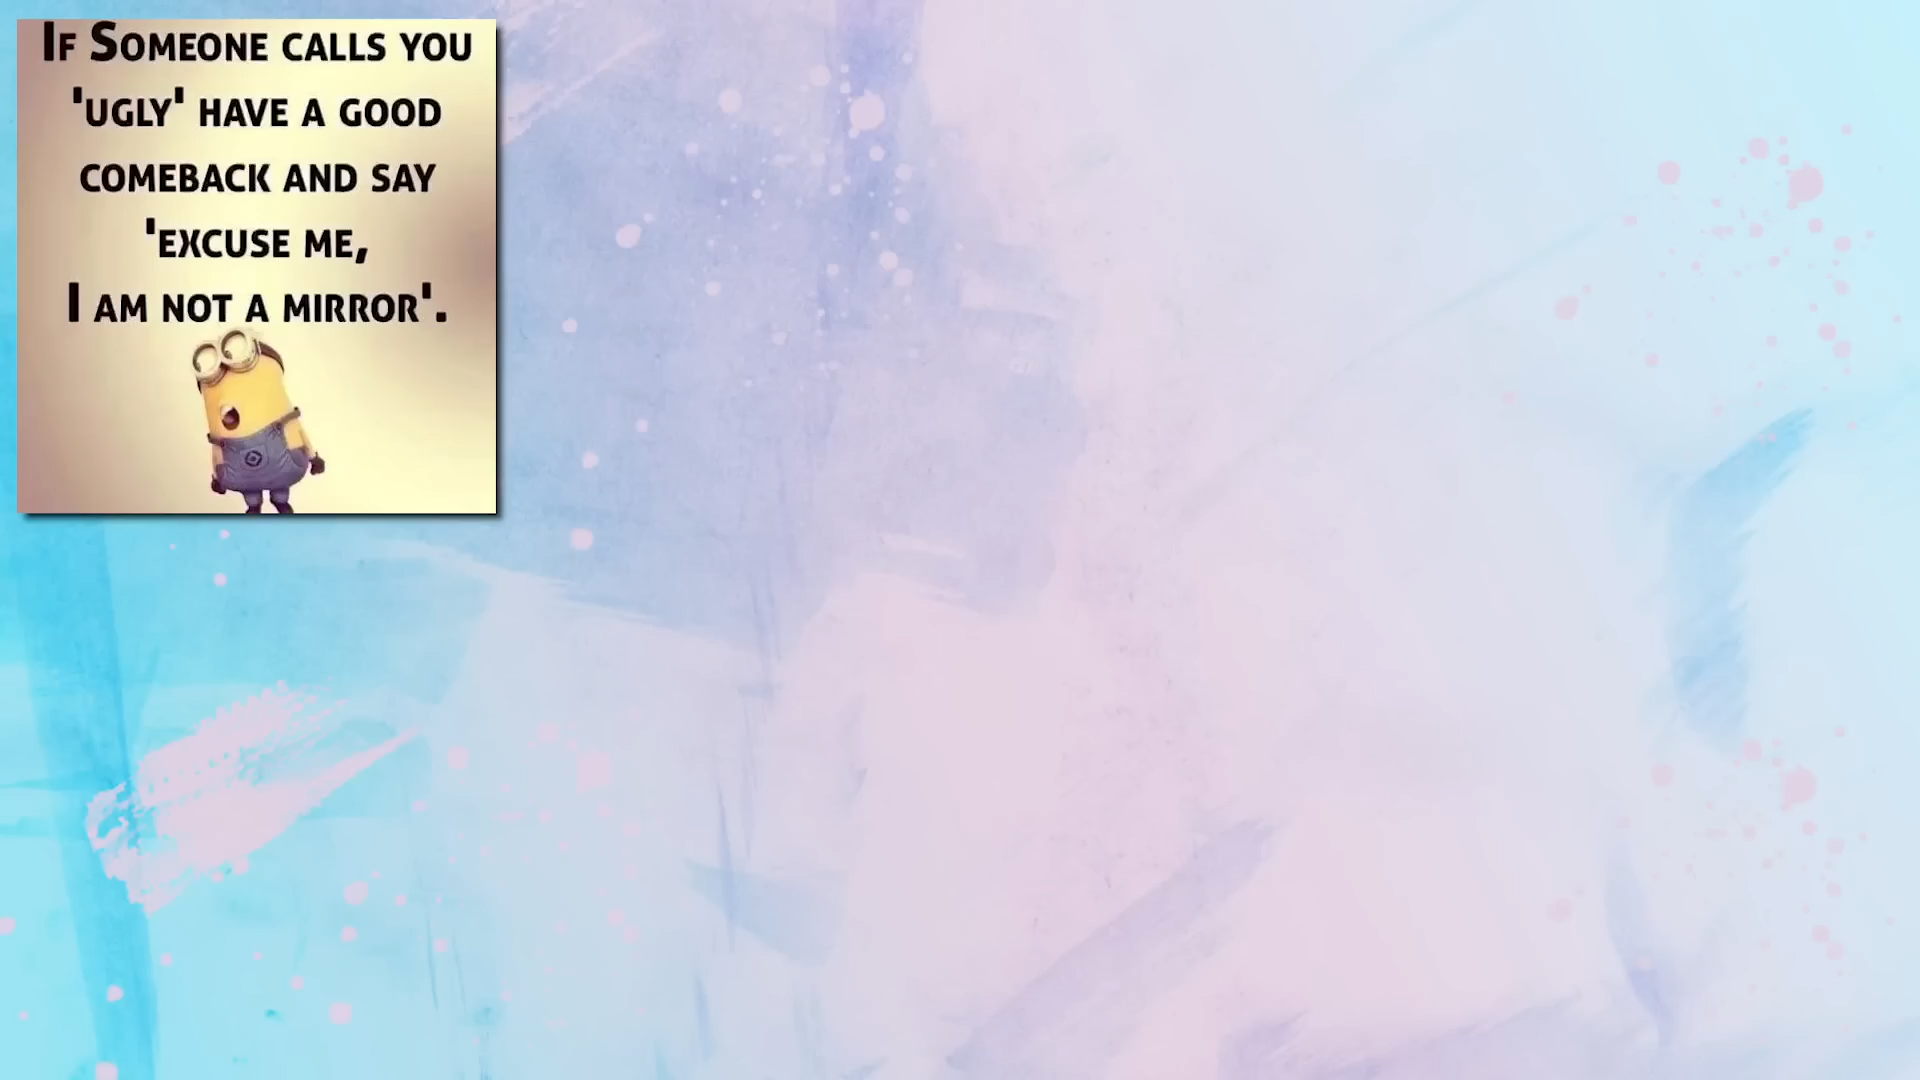 If Someone calls you
'ugly' have a good
comeback and say
'excuse me,
I am not a mirror'.